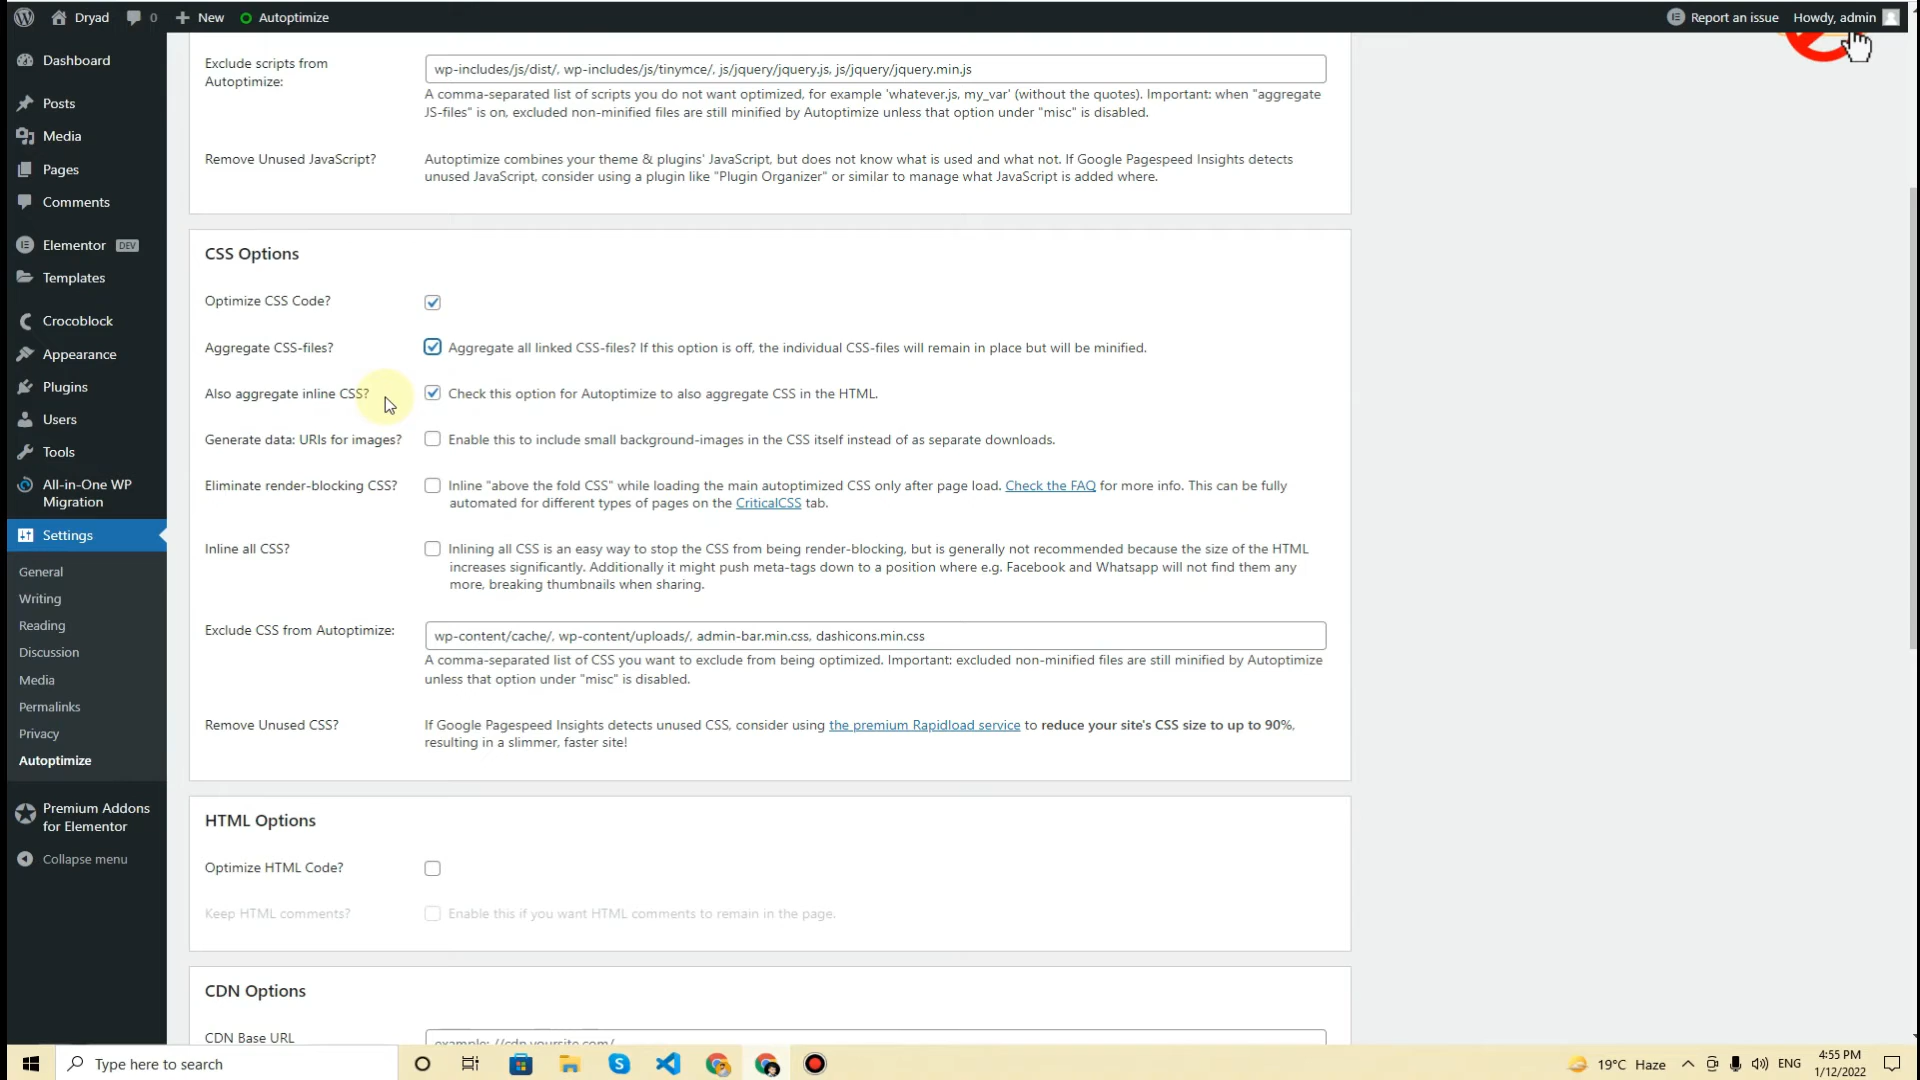 Dryad
0
New
Autoptimize
Report an issue
Howdy, admin
Dashboard
Posts
Media
Pages
Comments
Elementor DEV
Templates
Crocoblock
Appearance
Plugins
Users
Tools
All-in-One WP
Migration
Settings
General
Writing
Reading
Discussion
Media
Permalinks
Privacy
Autoptimize
Premium Addons
for Elementor
Collapse menu
Exclude scripts from
Autoptimize:
wp-includes/js/dist/, wp-includes/js/tinymce/, js/jquery/jquery.js, js/jquery/jquery.min.js
A comma-separated list of scripts you do not want optimized, for example 'whatever.js, my_var' (without the quotes). Important: when "aggregate
JS-files" is on, excluded non-minified files are still minified by Autoptimize unless that option under "misc" is disabled.
Remove Unused JavaScript?
Autoptimize combines your theme & plugins' JavaScript, but does not know what is used and what not. If Google Pagespeed Insights detects
unused JavaScript, consider using a plugin like "Plugin Organizer" or similar to manage what JavaScript is added where.
CSS Options
Optimize CSS Code?
Aggregate CSS-files?
Aggregate all linked CSS-files? If this option is off, the individual CSS-files will remain in place but will be minified.
Also aggregate inline CSS?
Check this option for Autoptimize to also aggregate CSS in the HTML.
Generate data: URIs for images?
Enable this to include small background-images in the CSS itself instead of as separate downloads.
Eliminate render-blocking CSS?
Inline "above the fold CSS" while loading the main autoptimized CSS only after page load. Check the FAQ for more info. This can be fully
automated for different types of pages on the CriticalCSS tab.
Inline all CSS?
Inlining all CSS is an easy way to stop the CSS from being render-blocking, but is generally not recommended because the size of the HTML
increases significantly. Additionally it might push meta-tags down to a position where e.g. Facebook and Whatsapp will not find them any
more, breaking thumbnails when sharing.
Exclude CSS from Autoptimize:
wp-content/cache/, wp-content/uploads/, admin-bar.min.css, dashicons.min.css
A comma-separated list of CSS you want to exclude from being optimized. Important: excluded non-minified files are still minified by Autoptimize
unless that option under "misc" is disabled.
Remove Unused CSS?
If Google Pagespeed Insights detects unused CSS, consider using the premium Rapidload service to reduce your site's CSS size to up to 90%,
resulting in a slimmer, faster site!
HTML Options
Optimize HTML Code?
Keep HTML comments?
Enable this if you want HTML comments to remain in the page.
CDN Options
CDN Base URL
example: //cdn.yoursite.com/
Type here to search
19°C Haze
ENG
4:55 PM
1/12/2022